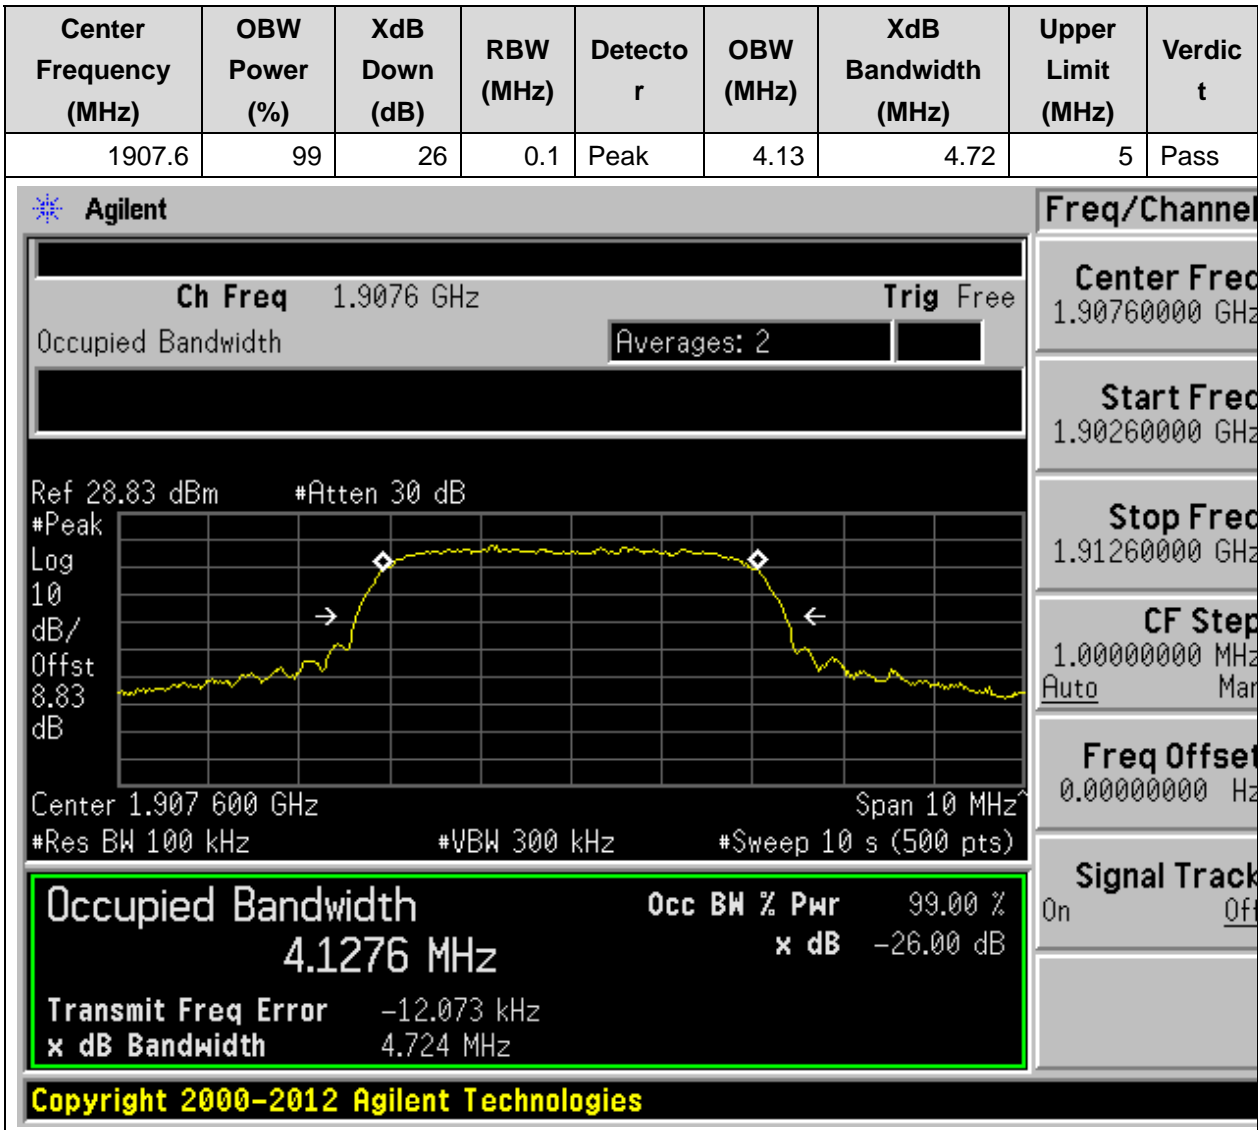 Center Frequency (MHz) OBW Power (%) XdB Down (dB) RBW (MHz) Detector OBW (MHz) XdB Bandwidth (MHz) Upper Limit (MHz) Verdict
1907.6 99 26 0.1 Peak 4.13 4.72 5 Pass
Agilent
Freq/Channel
Ch Freq 1.9076 GHz Trig Free
Occupied Bandwidth Averages: 2
Center Freq
1.90760000 GHz
Start Freq
1.90260000 GHz
Stop Freq
1.91260000 GHz
CF Step
1.00000000 MHz
Auto Man
Freq Offset
0.00000000 Hz
Signal Track
On Off
Ref 28.83 dBm #Atten 30 dB
#Peak
Log
10
dB/
Offst
8.83
dB
Center 1.907 600 GHz Span 10 MHz^
#Res BW 100 kHz #VBW 300 kHz #Sweep 10 s (500 pts)
Occupied Bandwidth Occ BW % Pwr 99.00 %
4.1276 MHz x dB -26.00 dB
Transmit Freq Error -12.073 kHz
x dB Bandwidth 4.724 MHz
Copyright 2000-2012 Agilent Technologies